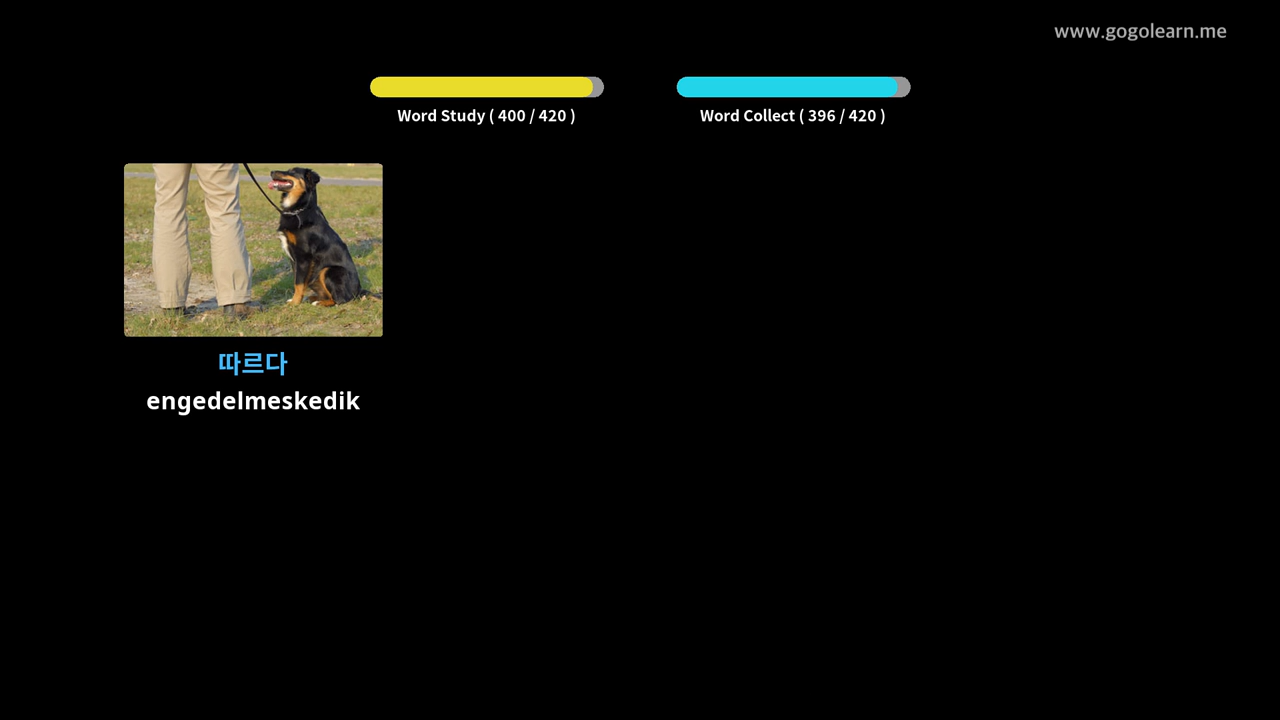 www.gogolearn.me
Word Study ( 400 / 420 )
Word Collect ( 396 / 420 )
따르다
engedelmeskedik